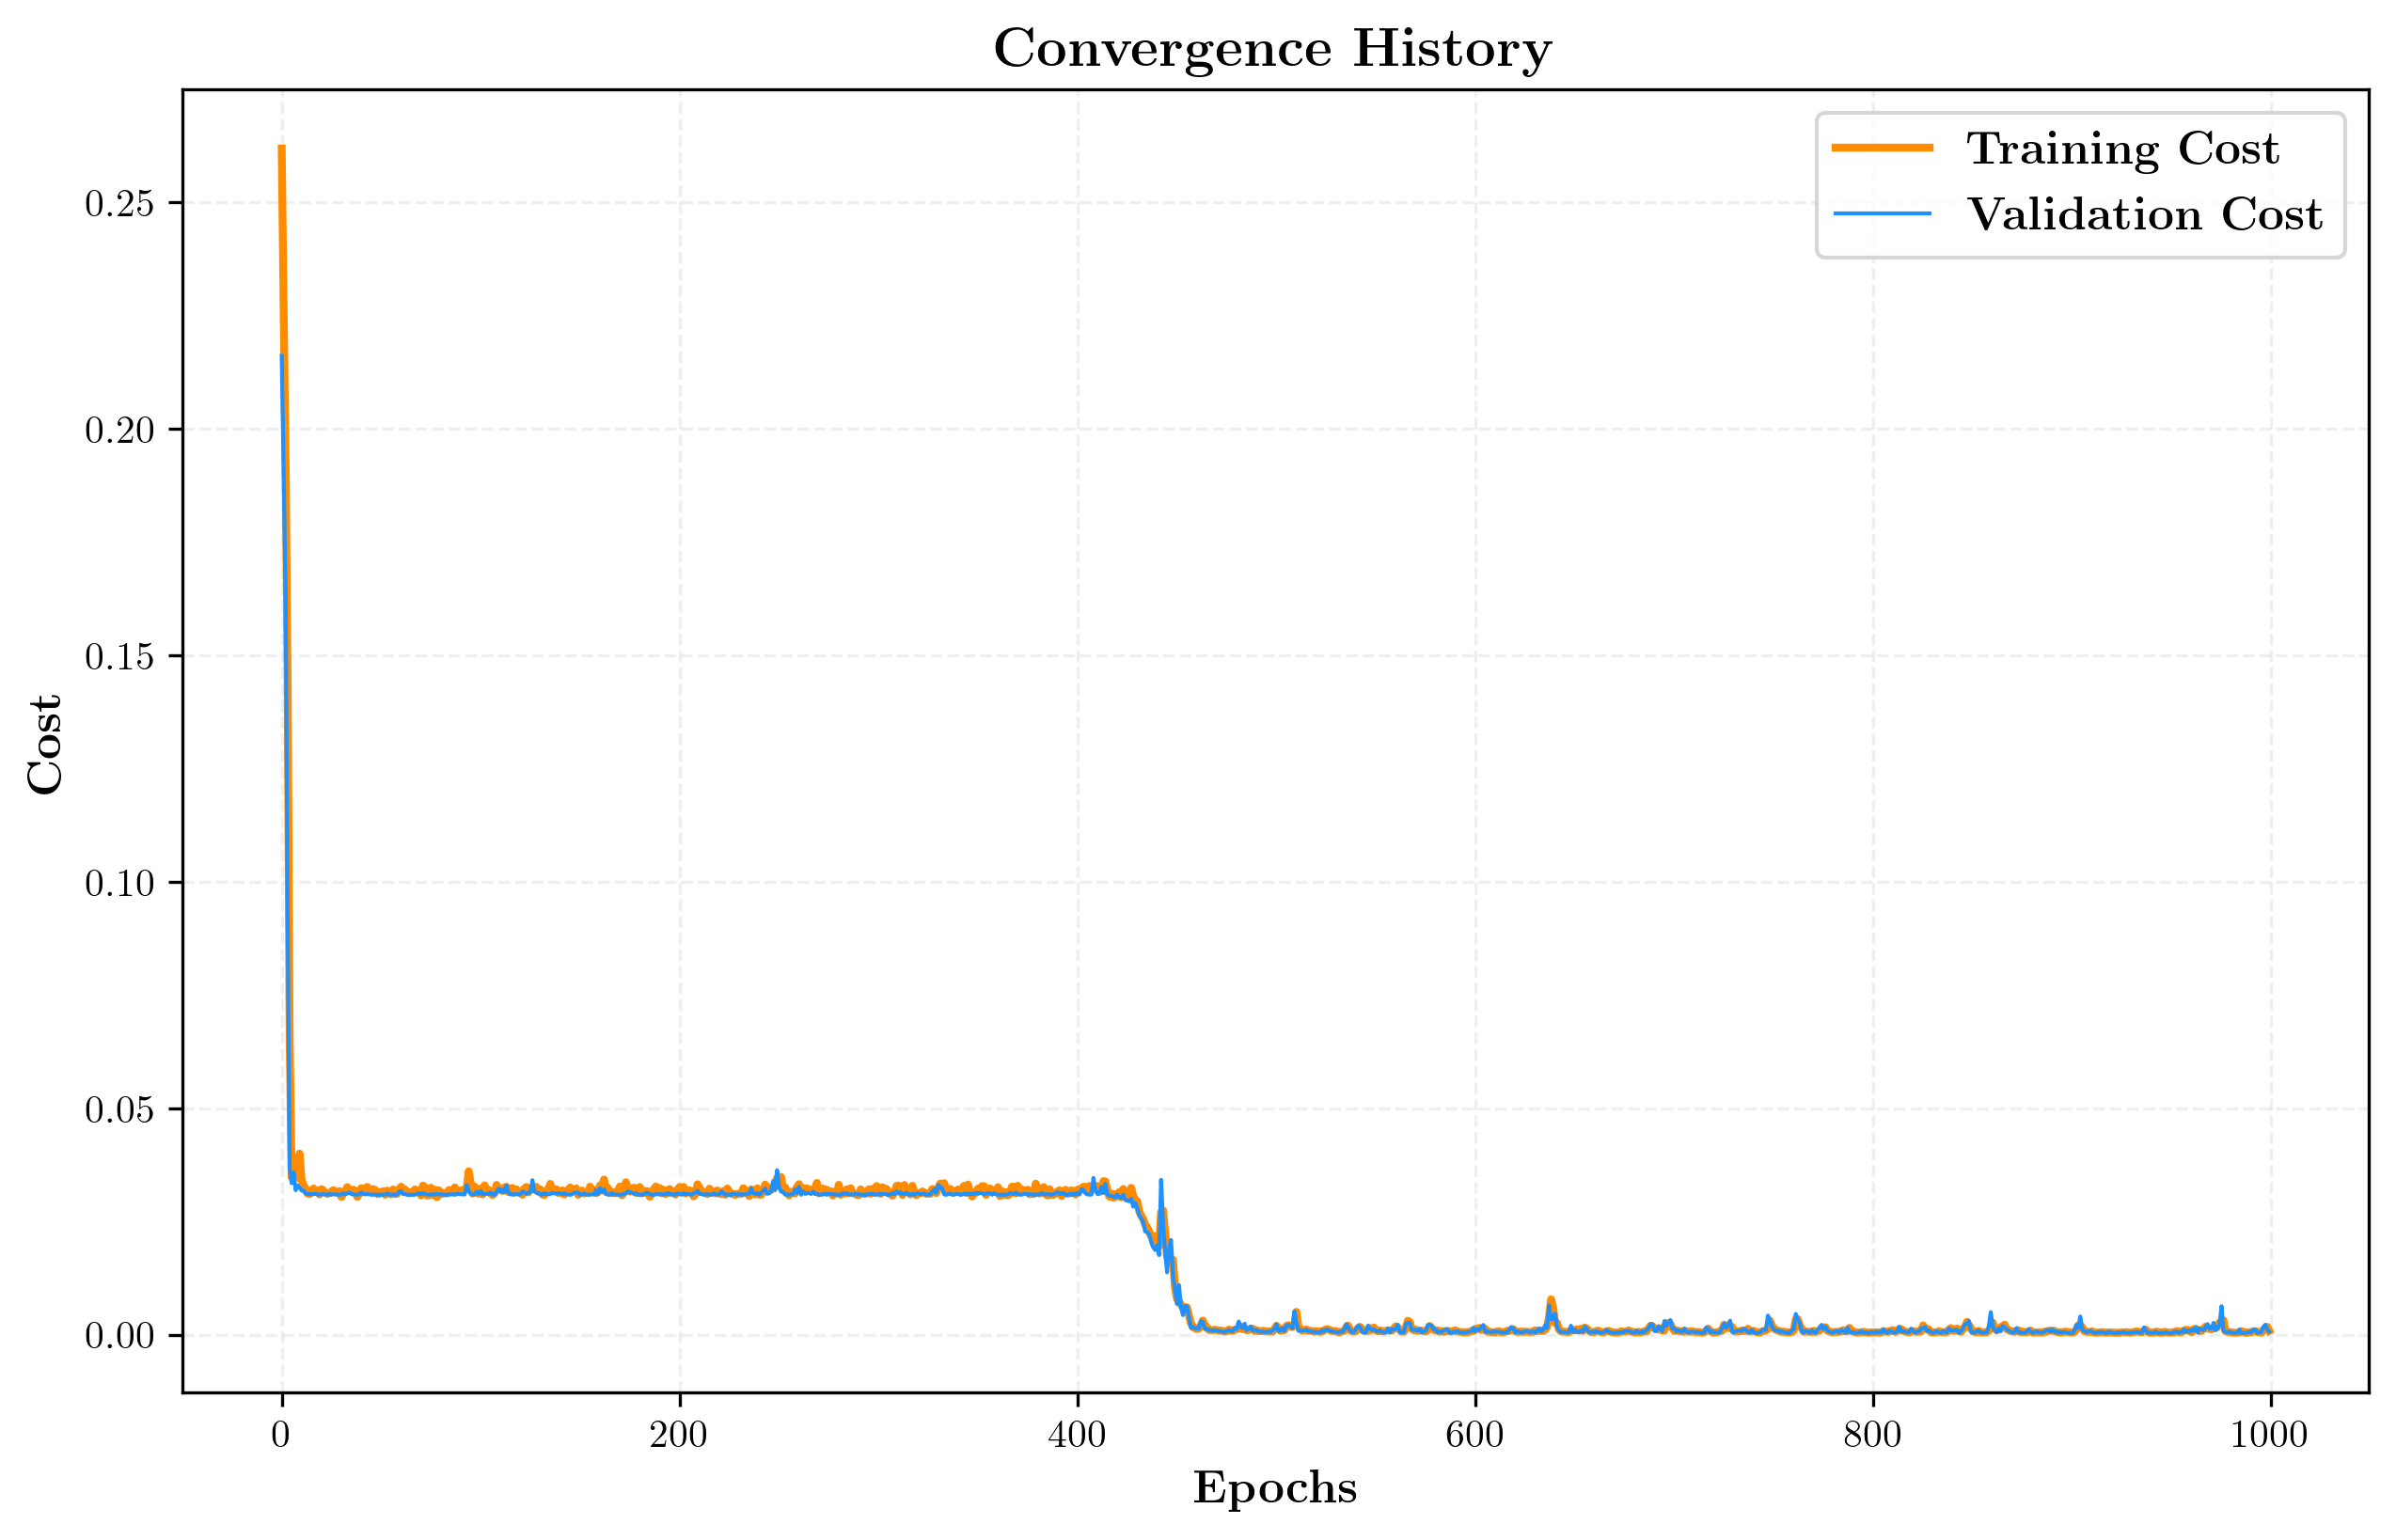 Convergence History
Training Cost
Validation Cost
0.25
0.20
0.15
0.10
0.05
0.00
Cost
0 200 400 600 800 1000
Epochs